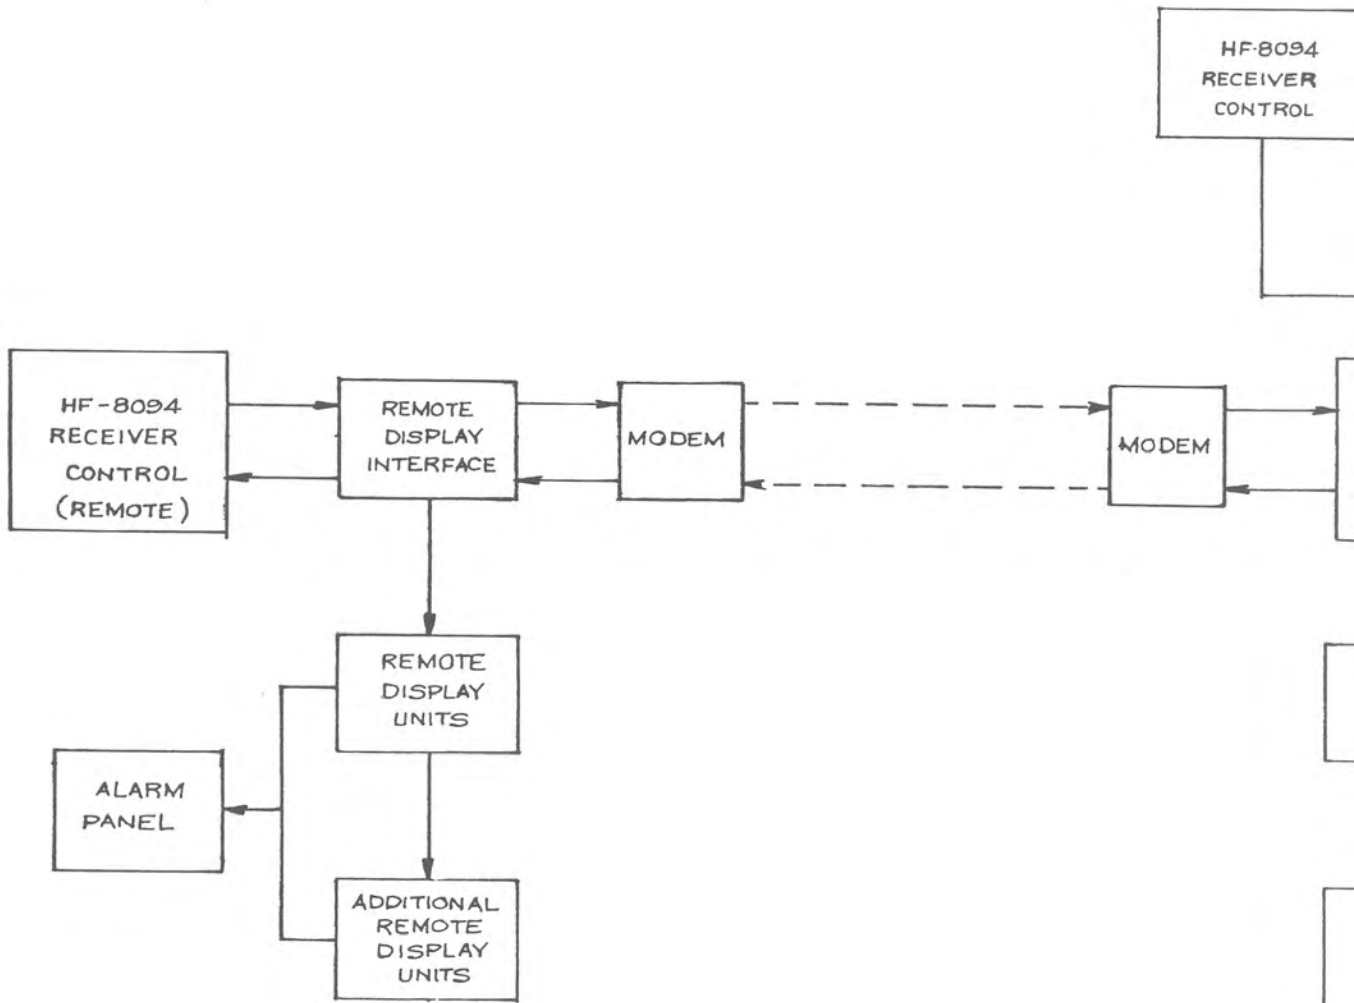 HF-8094
RECEIVER
CONTROL
HF-8094
RECEIVER
CONTROL
(REMOTE)
REMOTE
DISPLAY
INTERFACE
MODEM
MODEM
REMOTE
DISPLAY
UNITS
ALARM
PANEL
ADDITIONAL
REMOTE
DISPLAY
UNITS